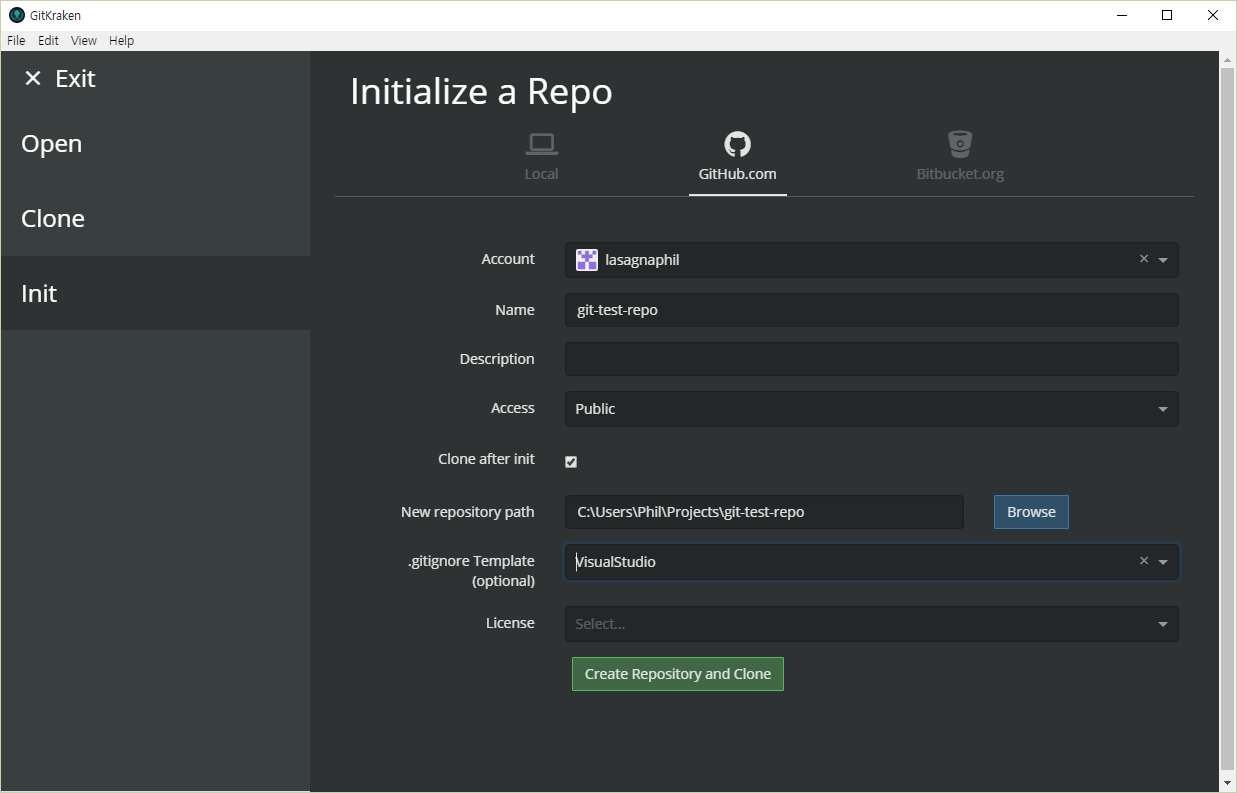 GitKraken
File Edit View Help
Exit
Open
Clone
Init
Initialize a Repo
Local
GitHub.com
Bitbucket.org
Account
lasagnaphil
Name
git-test-repo
Description
Access
Public
Clone after init
New repository path
C:\Users\Phil\Projects\git-test-repo
Browse
.gitignore Template
(optional)
VisualStudio
License
Select...
Create Repository and Clone